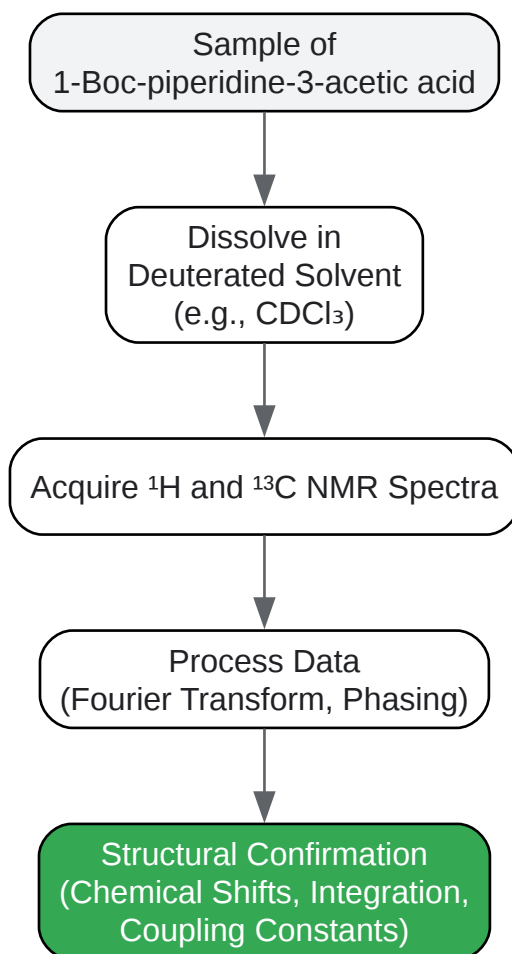 Sample of
1-Boc-piperidine-3-acetic acid
Dissolve in
Deuterated Solvent
(e.g., CDCl₃)
Acquire ¹H and ¹³C NMR Spectra
Process Data
(Fourier Transform, Phasing)
Structural Confirmation
(Chemical Shifts, Integration,
Coupling Constants)